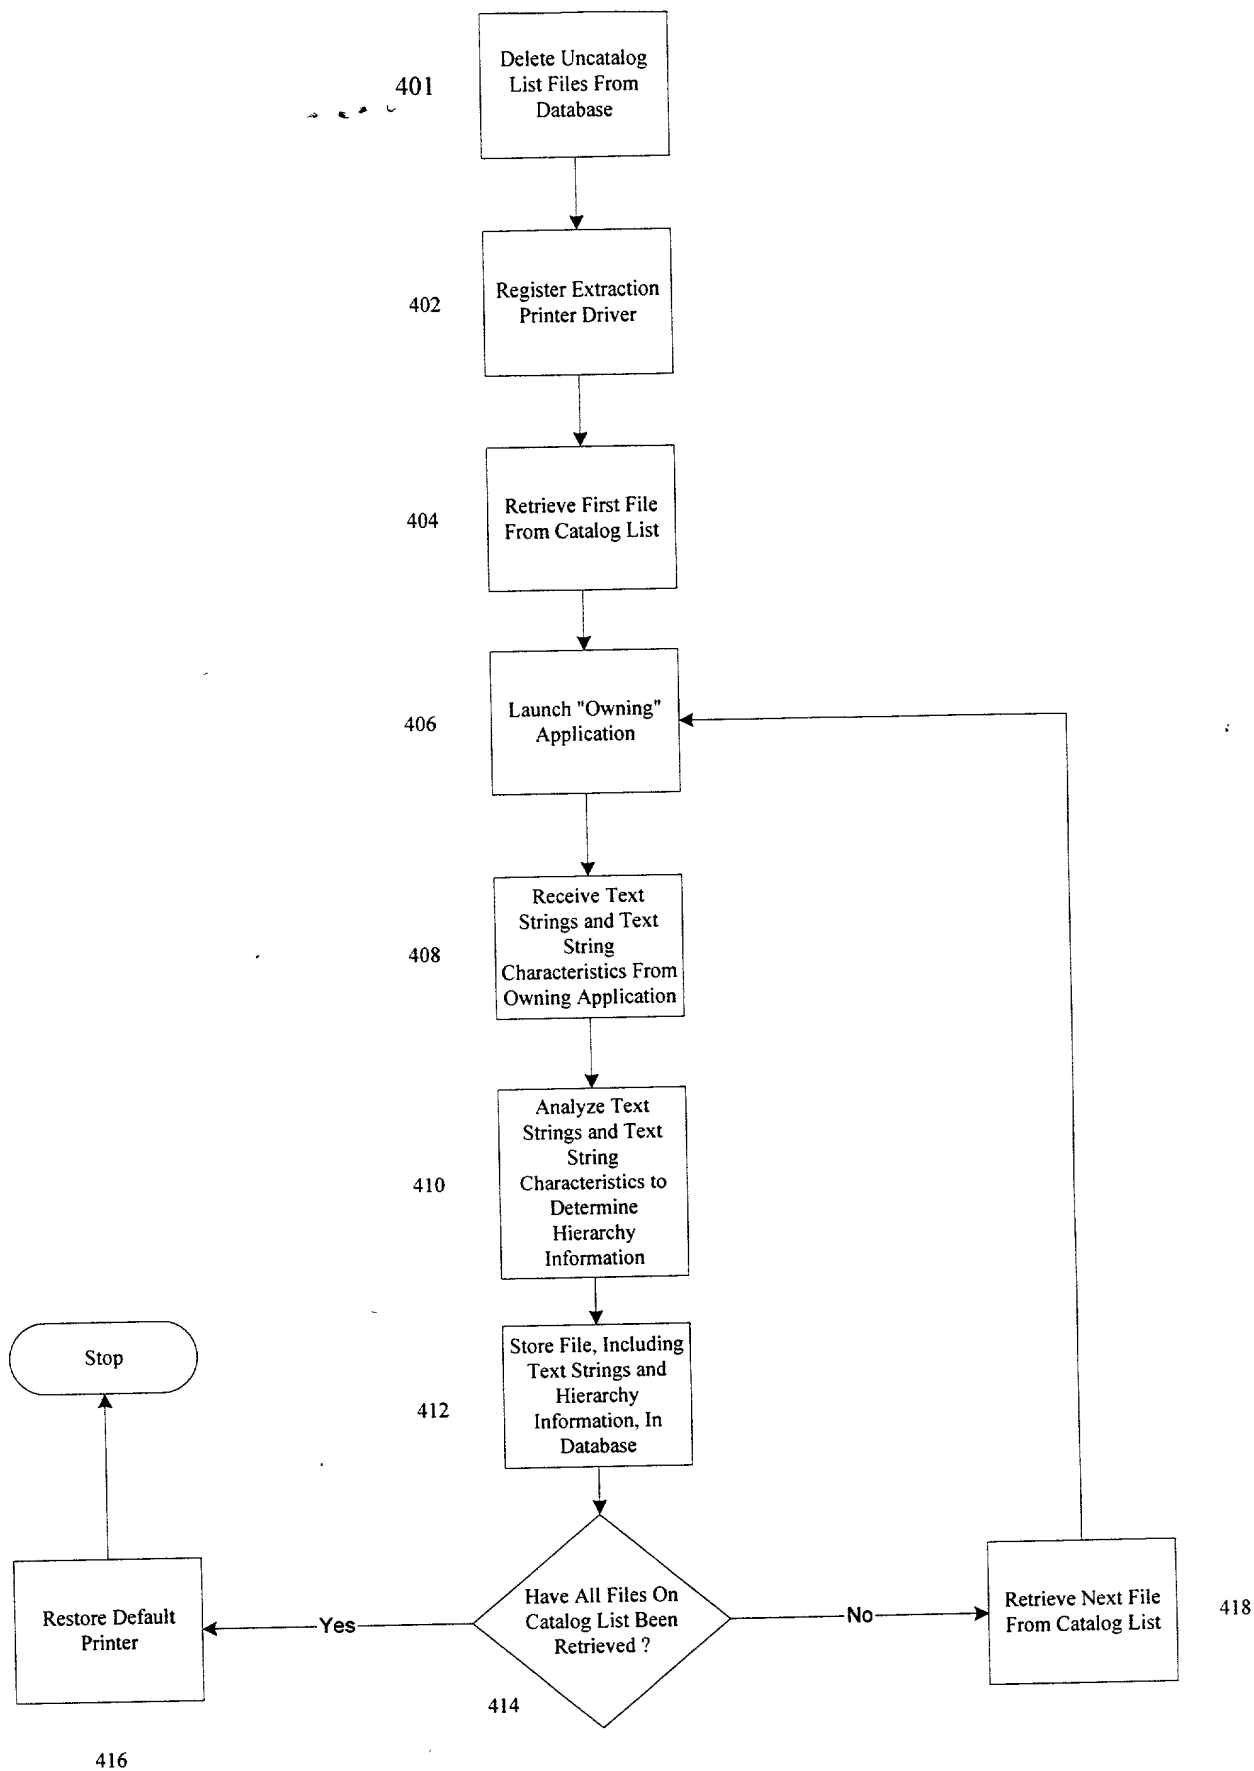 401
Delete Uncatalog
List Files From
Database
402
Register Extraction
Printer Driver
404
Retrieve First File
From Catalog List
406
Launch "Owning"
Application
408
Receive Text
Strings and Text
String
Characteristics From
Owning Application
410
Analyze Text
Strings and Text
String
Characteristics to
Determine
Hierarchy
Information
412
Store File, Including
Text Strings and
Hierarchy
Information, In
Database
Stop
Have All Files On
Catalog List Been
Retrieved ?
414
Yes
No
Restore Default
Printer
416
Retrieve Next File
From Catalog List
418